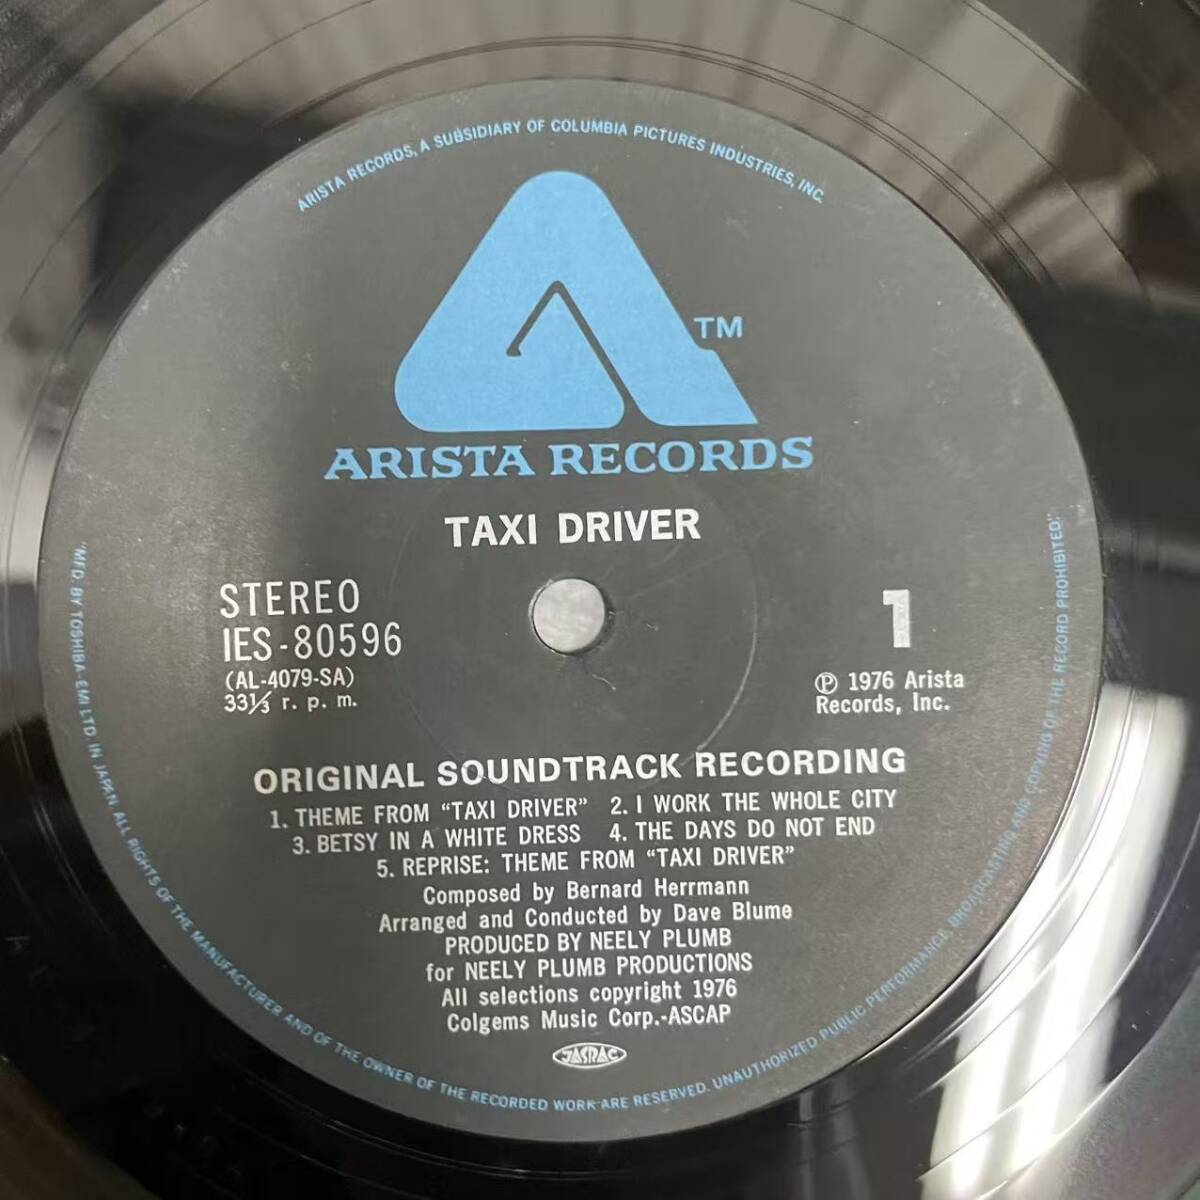 ARISTA RECORDS, A SUBSIDIARY OF COLUMBIA PICTURES INDUSTRIES, INC.
TM
ARISTA RECORDS
TAXI DRIVER
STEREO
IES-80596
(AL-4079-SA)
33⅓ r. p. m.
1
℗ 1976 Arista
Records, Inc.
ORIGINAL SOUNDTRACK RECORDING
1. THEME FROM “TAXI DRIVER” 2. I WORK THE WHOLE CITY
3. BETSY IN A WHITE DRESS 4. THE DAYS DO NOT END
5. REPRISE: THEME FROM “TAXI DRIVER”
Composed by Bernard Herrmann
Arranged and Conducted by Dave Blume
PRODUCED BY NEELY PLUMB
for NEELY PLUMB PRODUCTIONS
All selections copyright 1976
Colgems Music Corp.-ASCAP
JASRAC
"MFD. BY TOSHIBA-EMI LTD. IN JAPAN ALL RIGHTS OF THE MANUFACTURER AND OF THE OWNER OF THE RECORDED WORK ARE RESERVED. UNAUTHORIZED PUBLIC PERFORMANCE, BROADCASTING AND COPYING OF THE RECORD PROHIBITED."